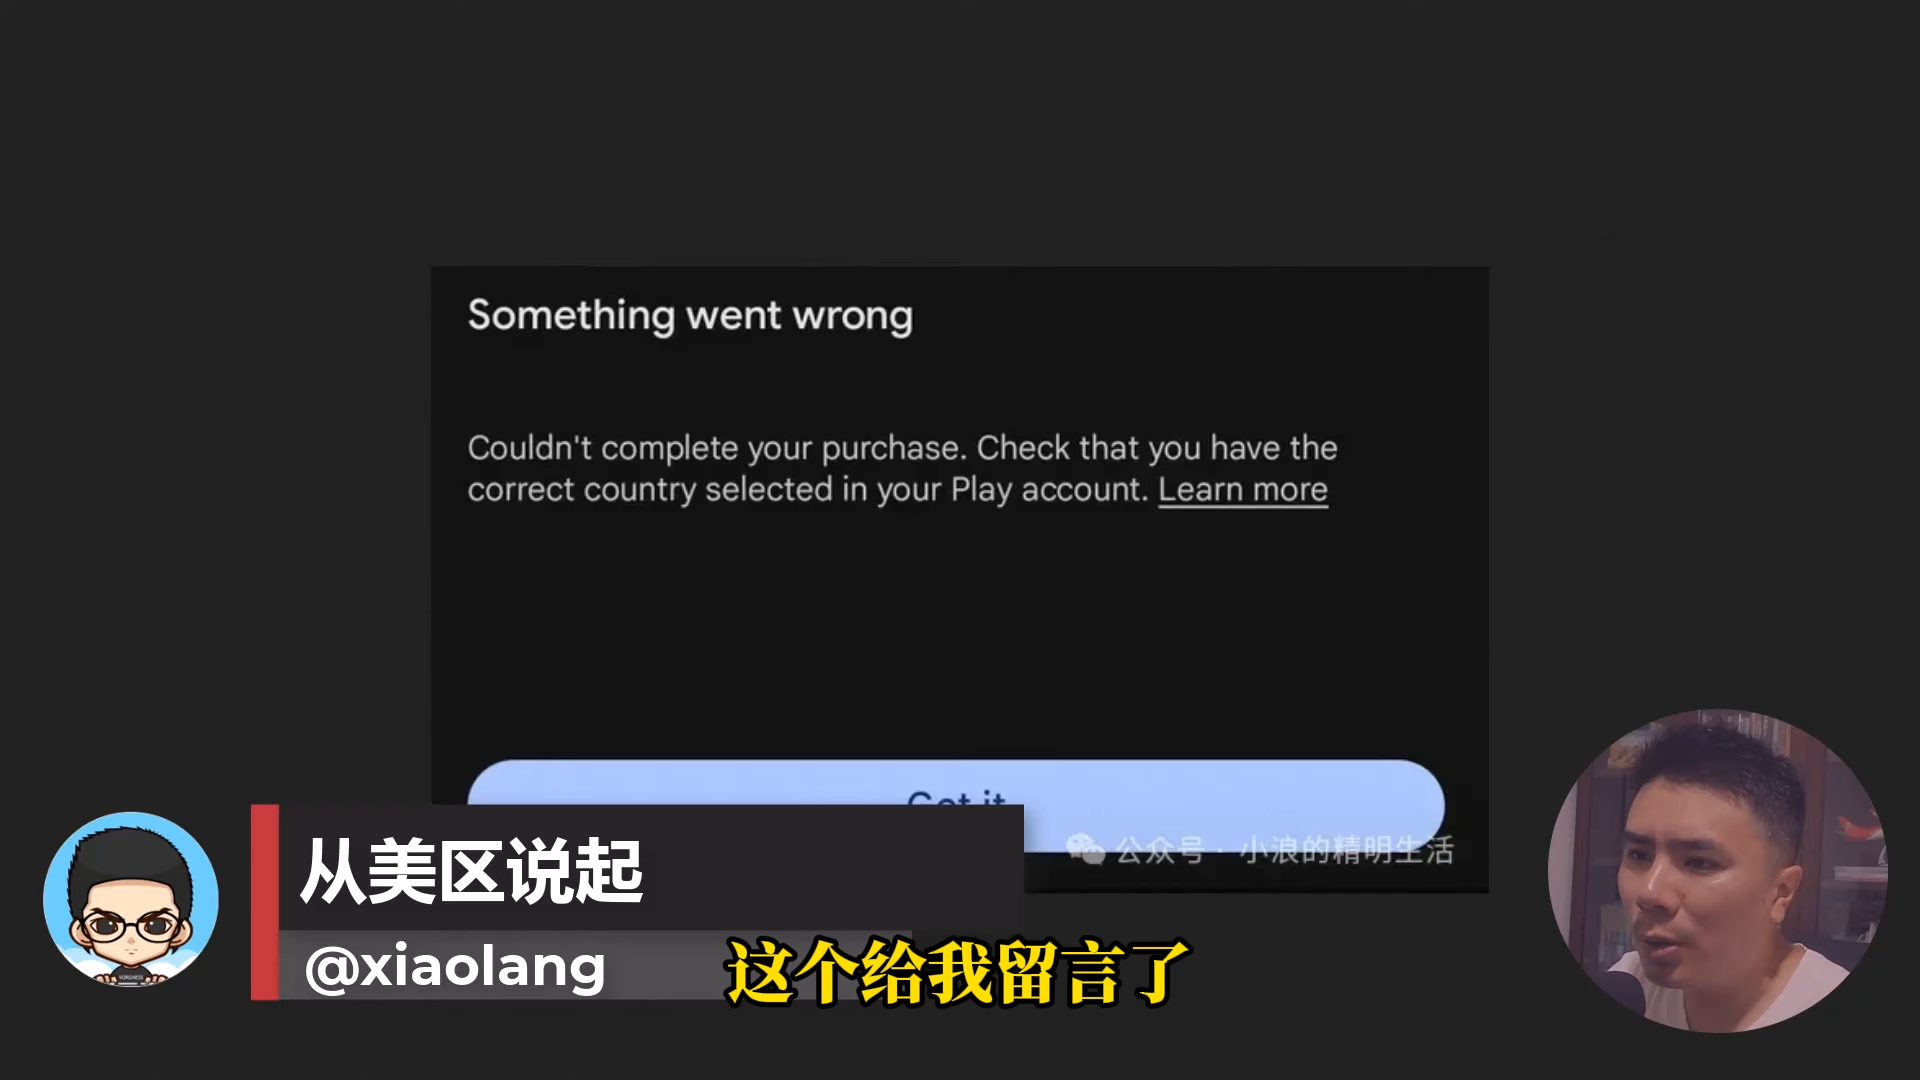 Something went wrong
Couldn't complete your purchase. Check that you have the
correct country selected in your Play account. Learn more
Got it
公众号 · 小浪的精明生活
从美区说起
@xiaolang
这个给我留言了